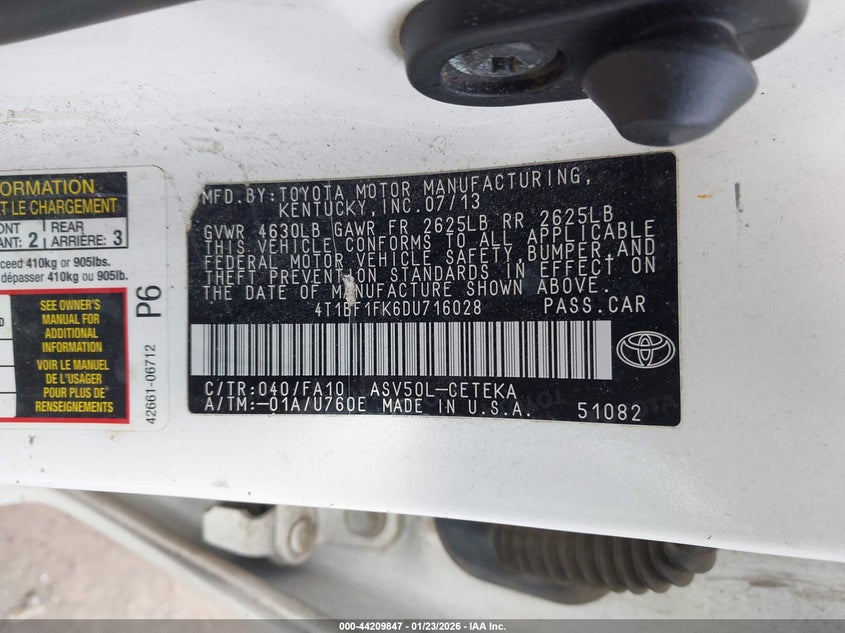 ORMATION
ET LE CHARGEMENT
ONT
ANT: 2
REAR
ARRIÈRE: 3
ceed 410kg or 905lbs.
dépasser 410kg ou 905lb.
SEE OWNER'S
MANUAL FOR
ADDITIONAL
INFORMATION
VOIR LE MANUEL
DE L'USAGER
POUR PLUS DE
RENSEIGNEMENTS
P6
42661-06712
MFD.BY:TOYOTA MOTOR MANUFACTURING,
KENTUCKY,INC.07/13
GVWR 4630LB GAWR FR 2625LB RR 2625LB
THIS VEHICLE CONFORMS TO ALL APPLICABLE
FEDERAL MOTOR VEHICLE SAFETY,BUMPER,AND
THEFT PREVENTION STANDARDS IN EFFECT ON
THE DATE OF MANUFACTURE SHOWN ABOVE.
4T1BF1FK6DU716028 PASS.CAR
C/TR:040/FA10 ASV50L-CETEKA
A/TM:-01A/U760E MADE IN U.S.A. 51082
000-44209847 - 01/23/2026 - IAA Inc.